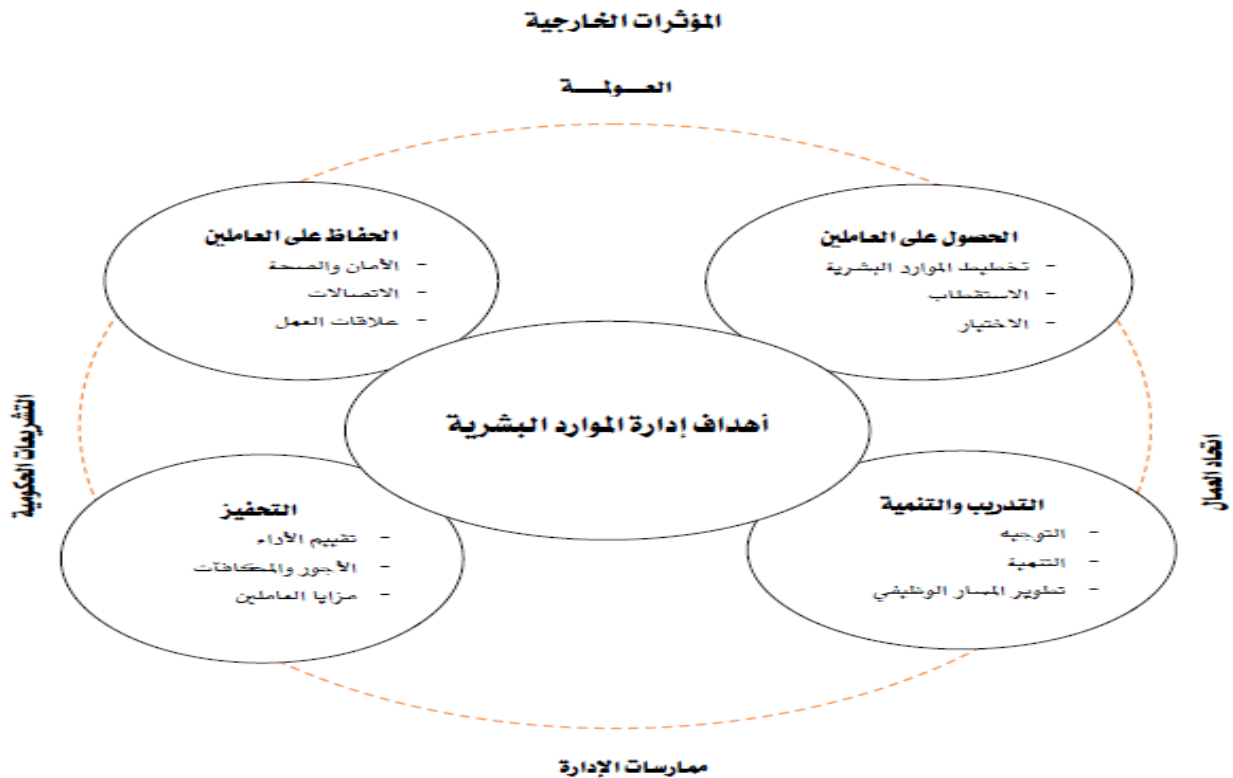 المؤثرات الخارجية
العـــولمـــة
الحصول على العاملين
- تخطيط الموارد البشرية
- الاستقطاب
- الاختيار
الحفاظ على العاملين
- الأمان والصحة
- الاتصالات
- علاقات العمل
أهداف إدارة الموارد البشرية
اتحاد العمال
التشريعات الحكومية
التدريب والتنمية
- التوجيه
- التنمية
- تطوير المسار الوظيفي
التحفيز
- تقييم الأداء
- الأجور والمكافآت
- مزايا العاملين
ممارسات الإدارة